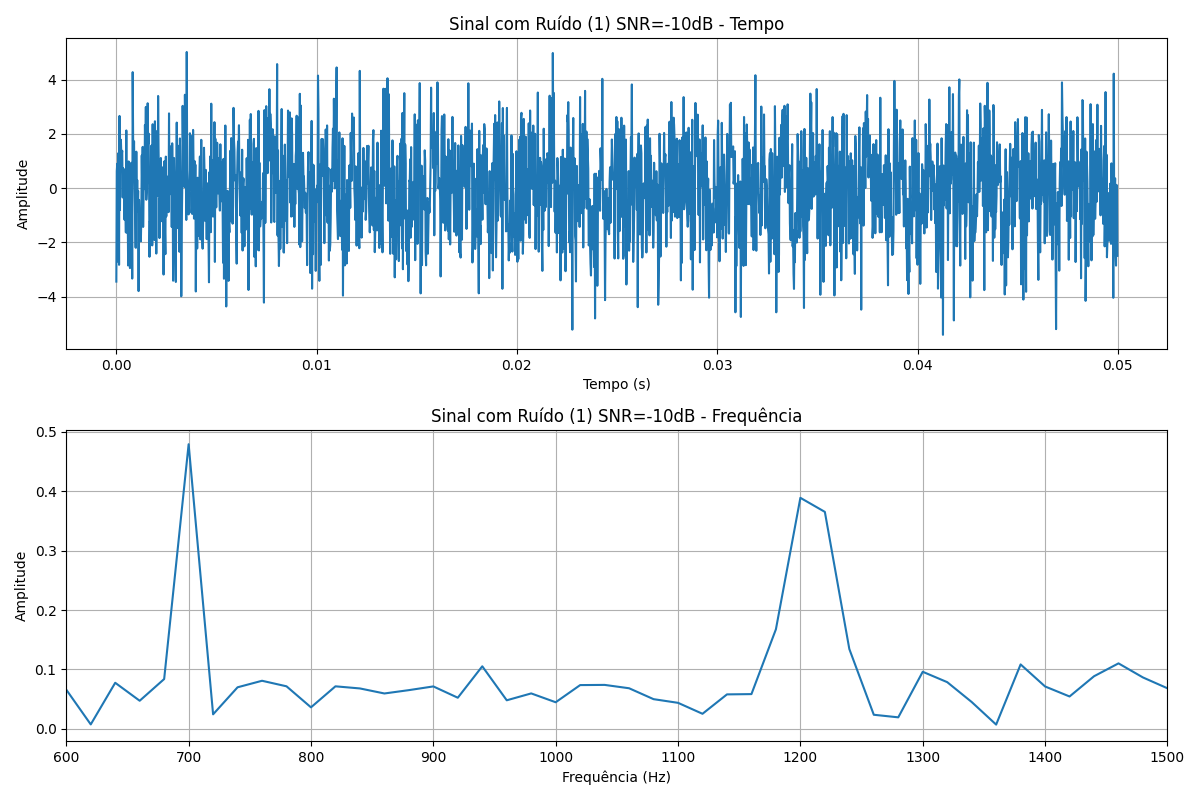 Sinal com Ruído (1) SNR=-10dB - Tempo
4
2
0
−2
−4
Amplitude
0.00 0.01 0.02 0.03 0.04 0.05
Tempo (s)
Sinal com Ruído (1) SNR=-10dB - Frequência
0.5
0.4
0.3
0.2
0.1
0.0
Amplitude
600 700 800 900 1000 1100 1200 1300 1400 1500
Frequência (Hz)